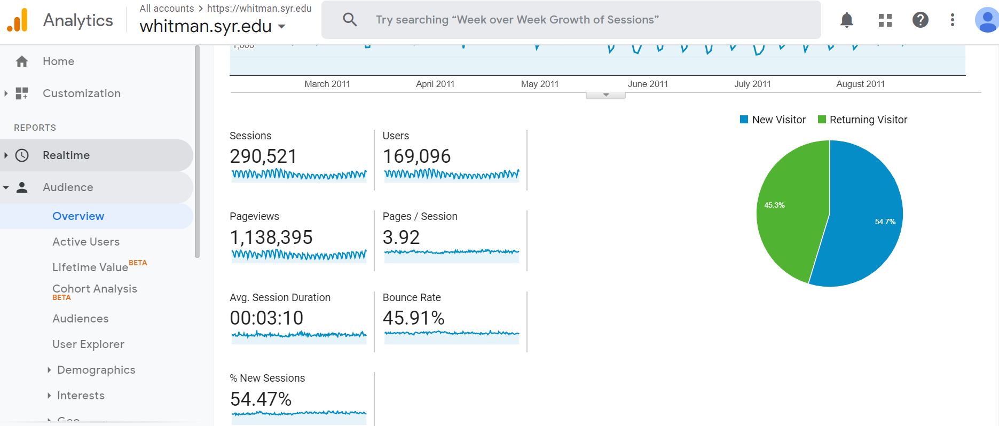 Analytics
All accounts > https://whitman.syr.edu
whitman.syr.edu
Try searching “Week over Week Growth of Sessions”
Home
Customization
REPORTS
Realtime
Audience
Overview
Active Users
Lifetime Value BETA
Cohort Analysis
BETA
Audiences
User Explorer
Demographics
Interests
Geo
1,000
March 2011
April 2011
May 2011
June 2011
July 2011
August 2011
New Visitor
Returning Visitor
Sessions
290,521
Users
169,096
Pageviews
1,138,395
Pages / Session
3.92
Avg. Session Duration
00:03:10
Bounce Rate
45.91%
% New Sessions
54.47%
45.3%
54.7%